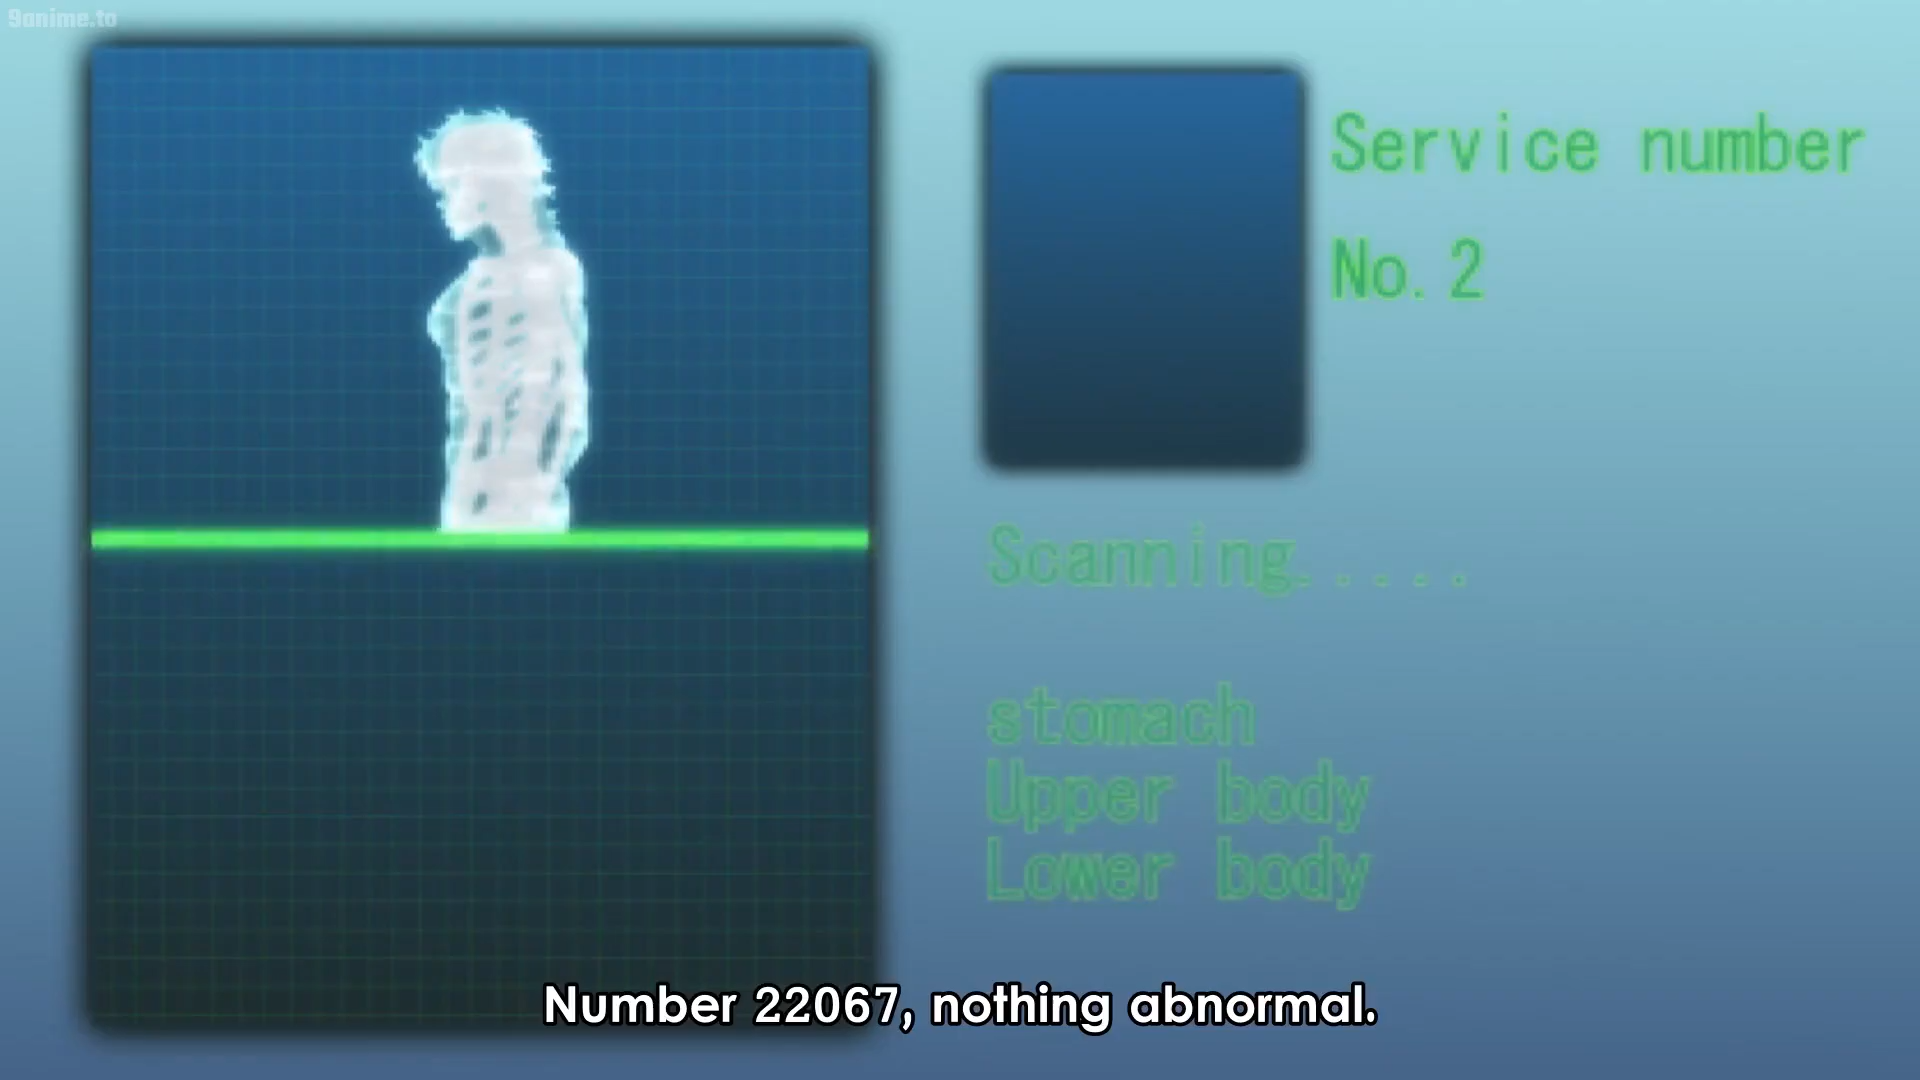 9anime.to
Service number
No. 2
Scanning.....
stomach
Upper body
Lower body
Number 22067, nothing abnormal.